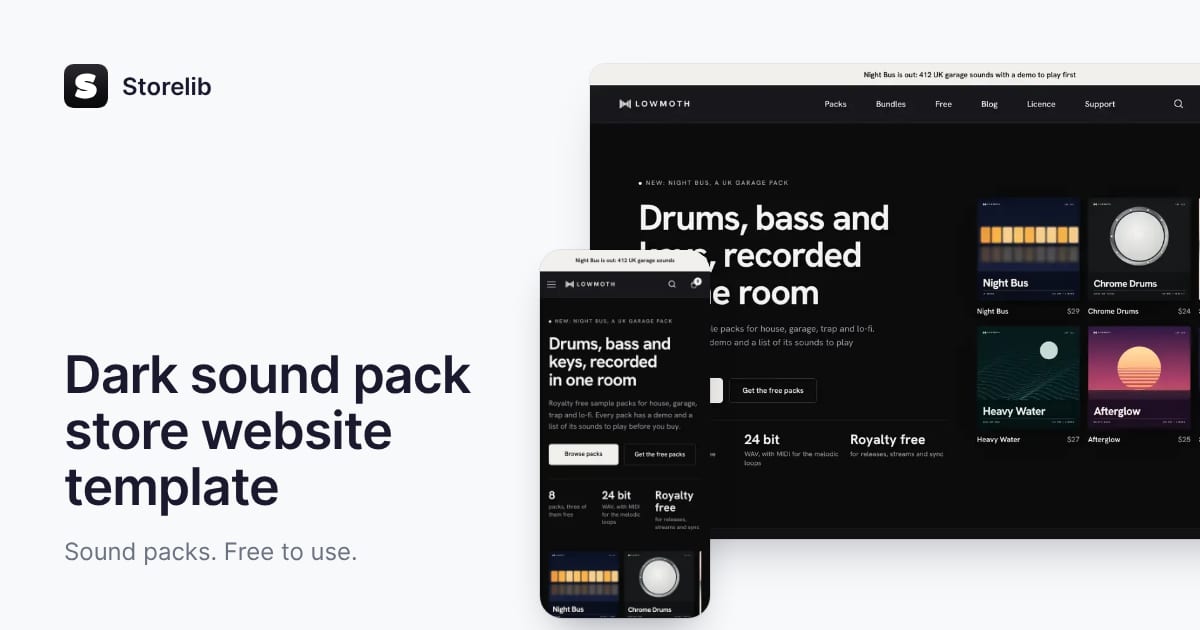 Storelib
Dark sound pack
store website
template
Sound packs. Free to use.
Night Bus is out: 412 UK garage sounds with a demo to play first
LOWMOTH
Packs
Bundles
Free
Blog
Licence
Support
NEW: NIGHT BUS, A UK GARAGE PACK
Drums, bass and
keys, recorded
e room
le packs for house, garage, trap and lo-fi.
demo and a list of its sounds to play
Get the free packs
24 bit
WAV, with MIDI for the melodic
loops
Royalty free
for releases, streams and sync
Night Bus
Night Bus
$29
Chrome Drums
Chrome Drums
$24
Heavy Water
Heavy Water
$27
Afterglow
Afterglow
$25
Night Bus is out: 412 UK garage sounds
LOWMOTH
1
NEW: NIGHT BUS, A UK GARAGE PACK
Drums, bass and
keys, recorded
in one room
Royalty free sample packs for house, garage,
trap and lo-fi. Every pack has a demo and a
list of its sounds to play before you buy.
Browse packs
Get the free packs
8
packs, three of
them free
24 bit
WAV, with MIDI
for the melodic
loops
Royalty
free
for releases,
streams and sync
Night Bus
Chrome Drums